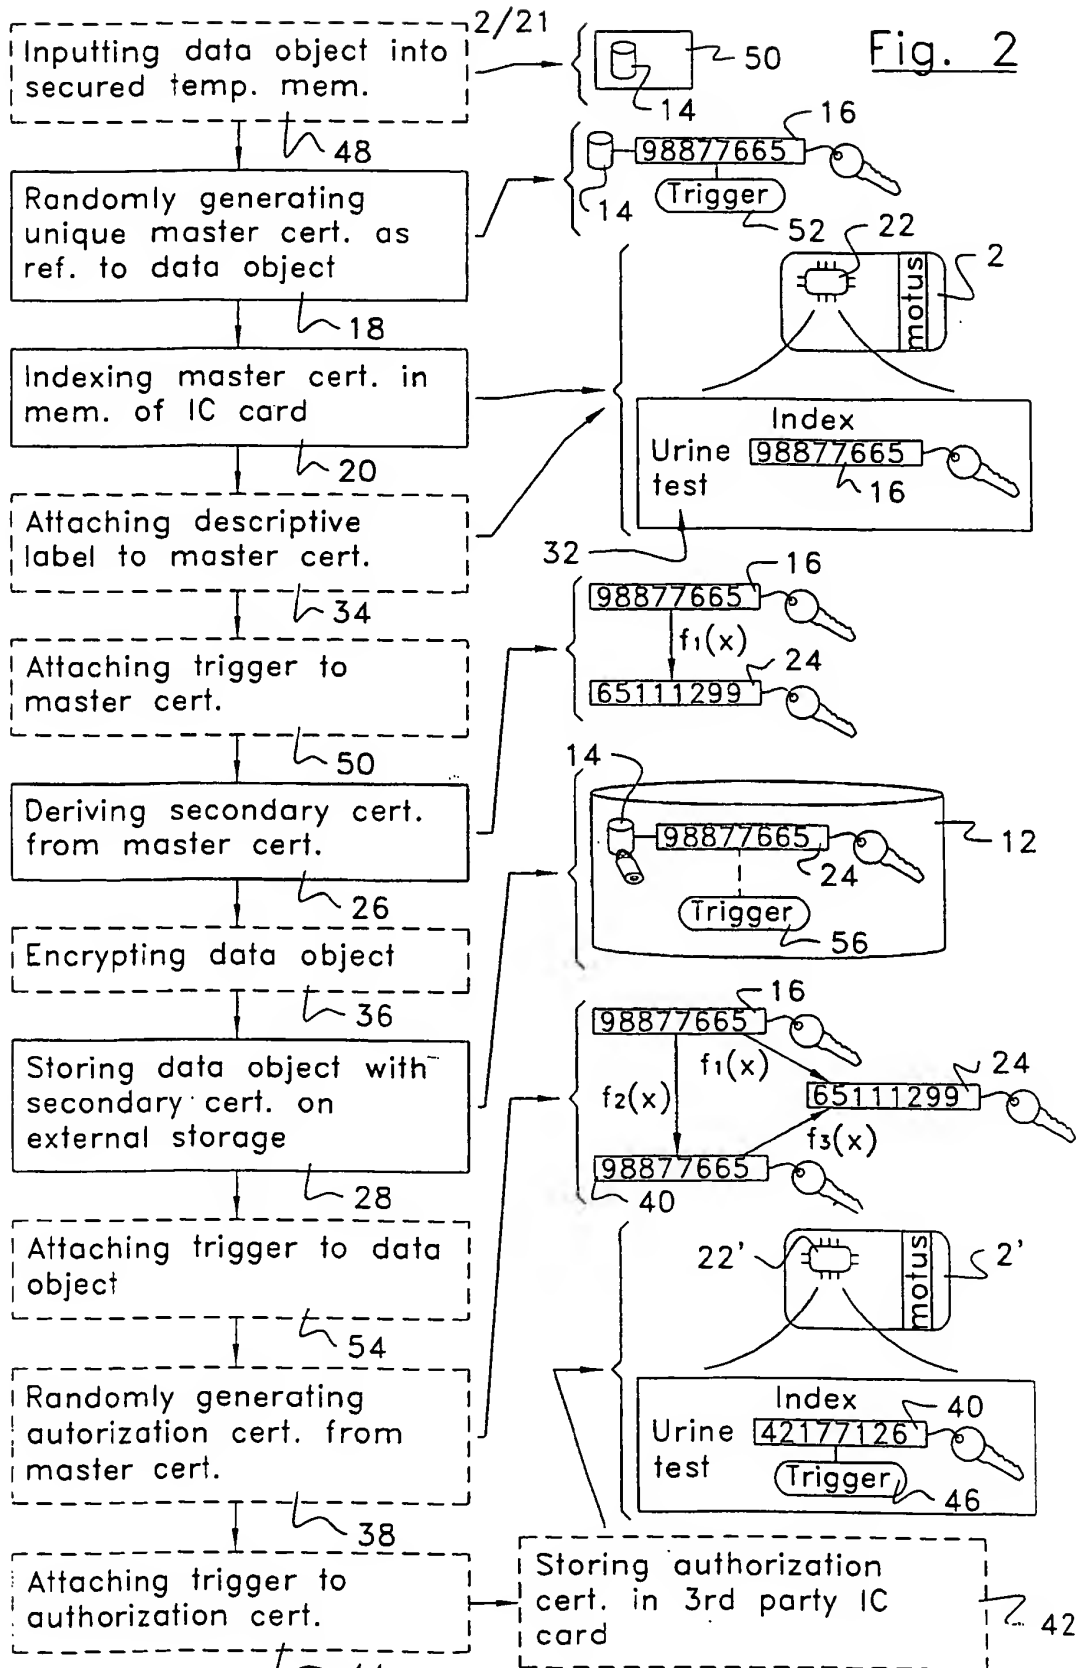 2/21
Fig. 2
Inputting data object into
secured temp. mem.
48
50
14
Randomly generating
unique master cert. as
ref. to data object
18
14
98877665
16
Trigger
52
Indexing master cert. in
mem. of IC card
20
22
2
motus
Index
Urine
test
98877665
16
32
Attaching descriptive
label to master cert.
34
Attaching trigger to
master cert.
50
16
98877665
f1(x)
24
65111299
Deriving secondary cert.
from master cert.
26
14
98877665
24
12
Trigger
56
Encrypting data object
36
Storing data object with
secondary cert. on
external storage
28
16
98877665
f1(x)
f2(x)
24
65111299
f3(x)
98877665
40
Attaching trigger to data
object
54
Randomly generating
autorization cert. from
master cert.
38
22'
2'
motus
Index
40
Urine
test
42177126
Trigger
46
Attaching trigger to
authorization cert.
Storing authorization
cert. in 3rd party IC
card
42